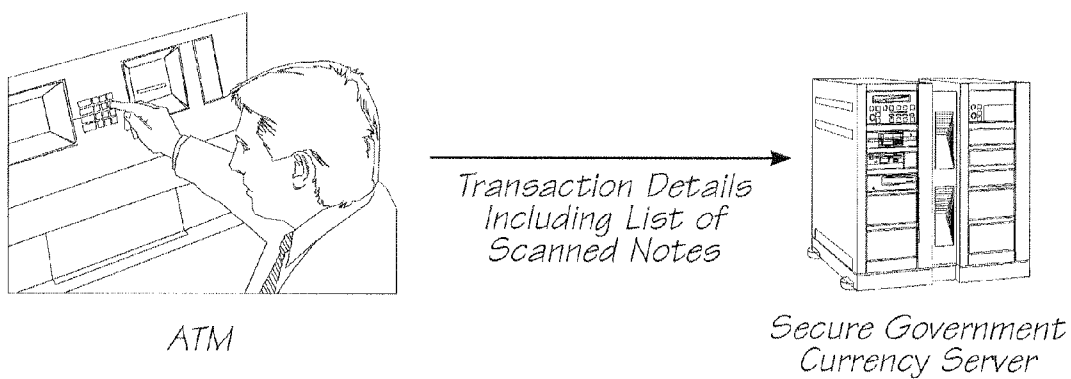 Transaction Details
Including List of
Scanned Notes
ATM
Secure Government
Currency Server